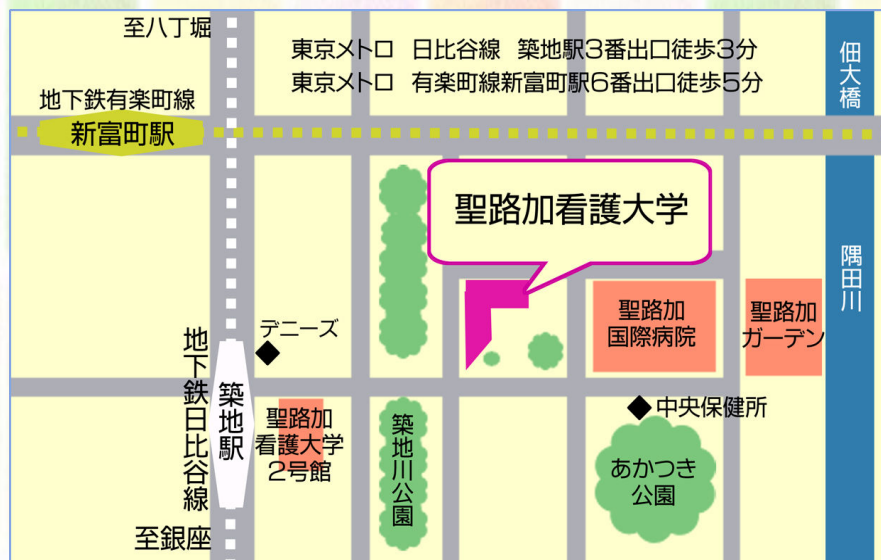 至八丁堀
東京メトロ 日比谷線 築地駅3番出口徒歩3分
東京メトロ 有楽町線新富町駅6番出口徒歩5分
佃大橋
地下鉄有楽町線
新富町駅
聖路加看護大学
隅田川
聖路加
国際病院
聖路加
ガーデン
デニーズ
地下鉄日比谷線
築地駅
聖路加
看護大学
2号館
築地川公園
中央保健所
あかつき
公園
至銀座